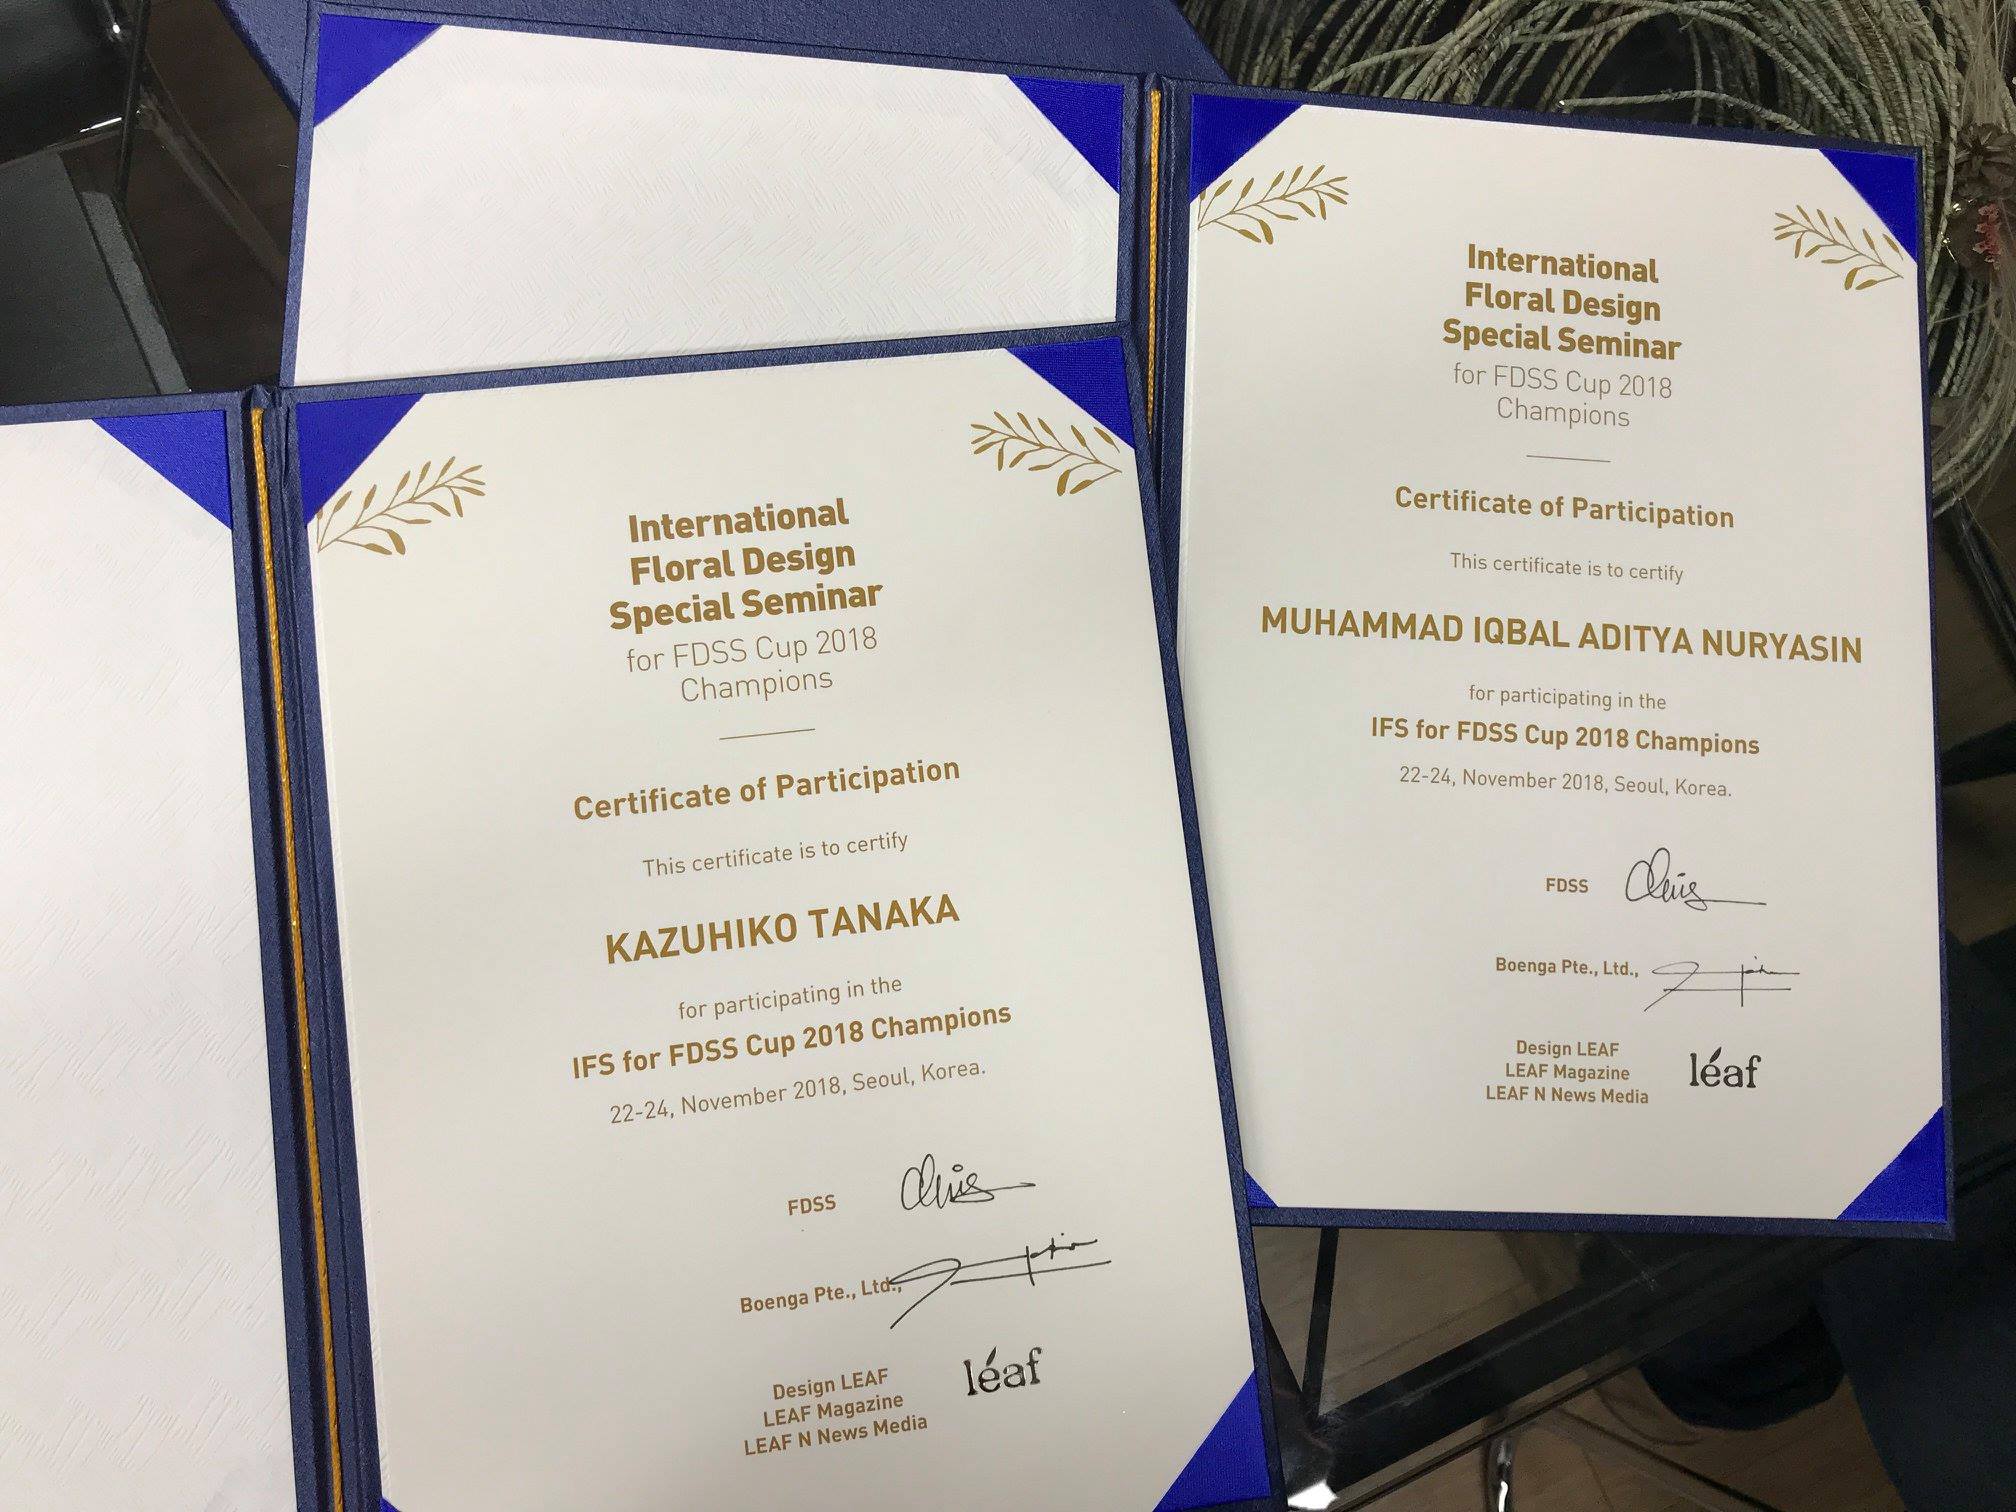 International
Floral Design
Special Seminar
for FDSS Cup 2018
Champions
Certificate of Participation
This certificate is to certify
KAZUHIKO TANAKA
for participating in the
IFS for FDSS Cup 2018 Champions
22-24, November 2018, Seoul, Korea.
FDSS
Boenga Pte., Ltd.,
Design LEAF
LEAF Magazine
LEAF N News Media
léaf
International
Floral Design
Special Seminar
for FDSS Cup 2018
Champions
Certificate of Participation
This certificate is to certify
MUHAMMAD IQBAL ADITYA NURYASIN
for participating in the
IFS for FDSS Cup 2018 Champions
22-24, November 2018, Seoul, Korea.
FDSS
Boenga Pte., Ltd.,
Design LEAF
LEAF Magazine
LEAF N News Media
léaf